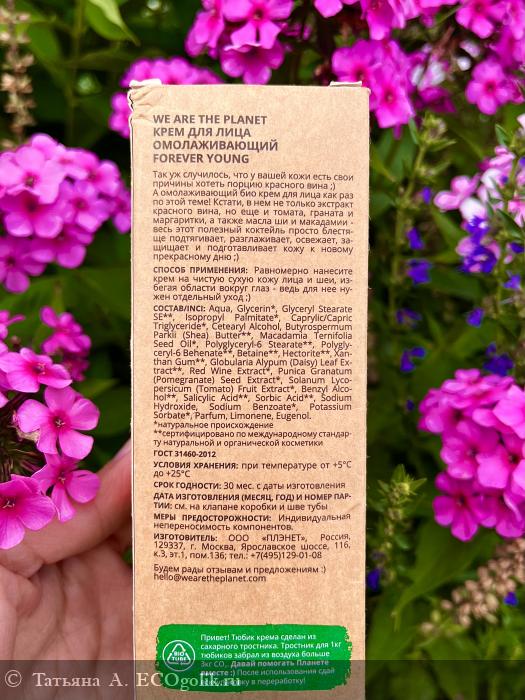 WE ARE THE PLANET
КРЕМ ДЛЯ ЛИЦА
ОМОЛАЖИВАЮЩИЙ
FOREVER YOUNG
Так уж случилось, что у вашей кожи есть свои
причины хотеть порцию красного вина ;)
А омолаживающий био крем для лица как раз
по этой теме! Кстати, в нем не только экстракт
красного вина, но еще и томата, граната и
маргаритки, а также масла ши и макадамии -
весь этот полезный коктейль просто блестя-
ще подтягивает, разглаживает, освежает, за-
щищает и подготавливает кожу к новому
прекрасному дню ;)
СПОСОБ ПРИМЕНЕНИЯ: Равномерно нанесите
крем на чистую сухую кожу лица и шеи, из-
бегая области вокруг глаз - ведь для нее ну-
жен отдельный уход ;)
СОСТАВ/INCI: Aqua, Glycerin*, Glyceryl Stearate
SE**, Isopropyl Palmitate*, Caprylic/Capric
Triglyceride*, Cetearyl Alcohol, Butyrospermum
Parkii (Shea) Butter**, Macadamia Ternifolia
Seed Oil*, Polyglyceryl-6 Stearate**, Polygly-
ceryl-6 Behenate**, Betaine**, Hectorite**, Xan-
than Gum**, Globularia Alypum (Daisy) Leaf Ex-
tract**, Red Wine Extract*, Punica Granatum
(Pomegranate) Seed Extract*, Solanum Lyco-
persicum (Tomato) Fruit Extract*, Benzyl Alco-
hol**, Salicylic Acid**, Sorbic Acid**, Sodium
Hydroxide, Sodium Benzoate*, Potassium
Sorbate*, Parfum, Limonene, Eugenol.
*натуральное происхождение
**сертифицировано по международному стандар-
ту натуральной и органической косметики
ГОСТ 31460-2012
УСЛОВИЯ ХРАНЕНИЯ: при температуре от +5°C
до +25°C
СРОК ГОДНОСТИ: 30 мес. с даты изготовления
ДАТА ИЗГОТОВЛЕНИЯ (МЕСЯЦ, ГОД) И НОМЕР ПАР-
ТИИ: см. на клапане коробки и шве тубы
МЕРЫ ПРЕДОСТОРОЖНОСТИ: Индивидуальная
непереносимость компонентов.
ИЗГОТОВИТЕЛЬ: ООО «ПЛЭНЕТ», Россия,
129337, г. Москва, Ярославское шоссе, 116,
к.3, эт.1, пом.136; тел.: +7(495)129-01-08
Будем рады отзывам и предложениям :)
hello@wearetheplanet.com
BIO
TUBE
Привет! Тюбик крема сделан из
сахарного тростника. Тростник для 1кг
тюбиков забрал из воздуха больше
3кг CO₂. Давай помогать Планете
вместе :) После использования сдай
в переработку!
© Татьяна А. ECOgolik.ru